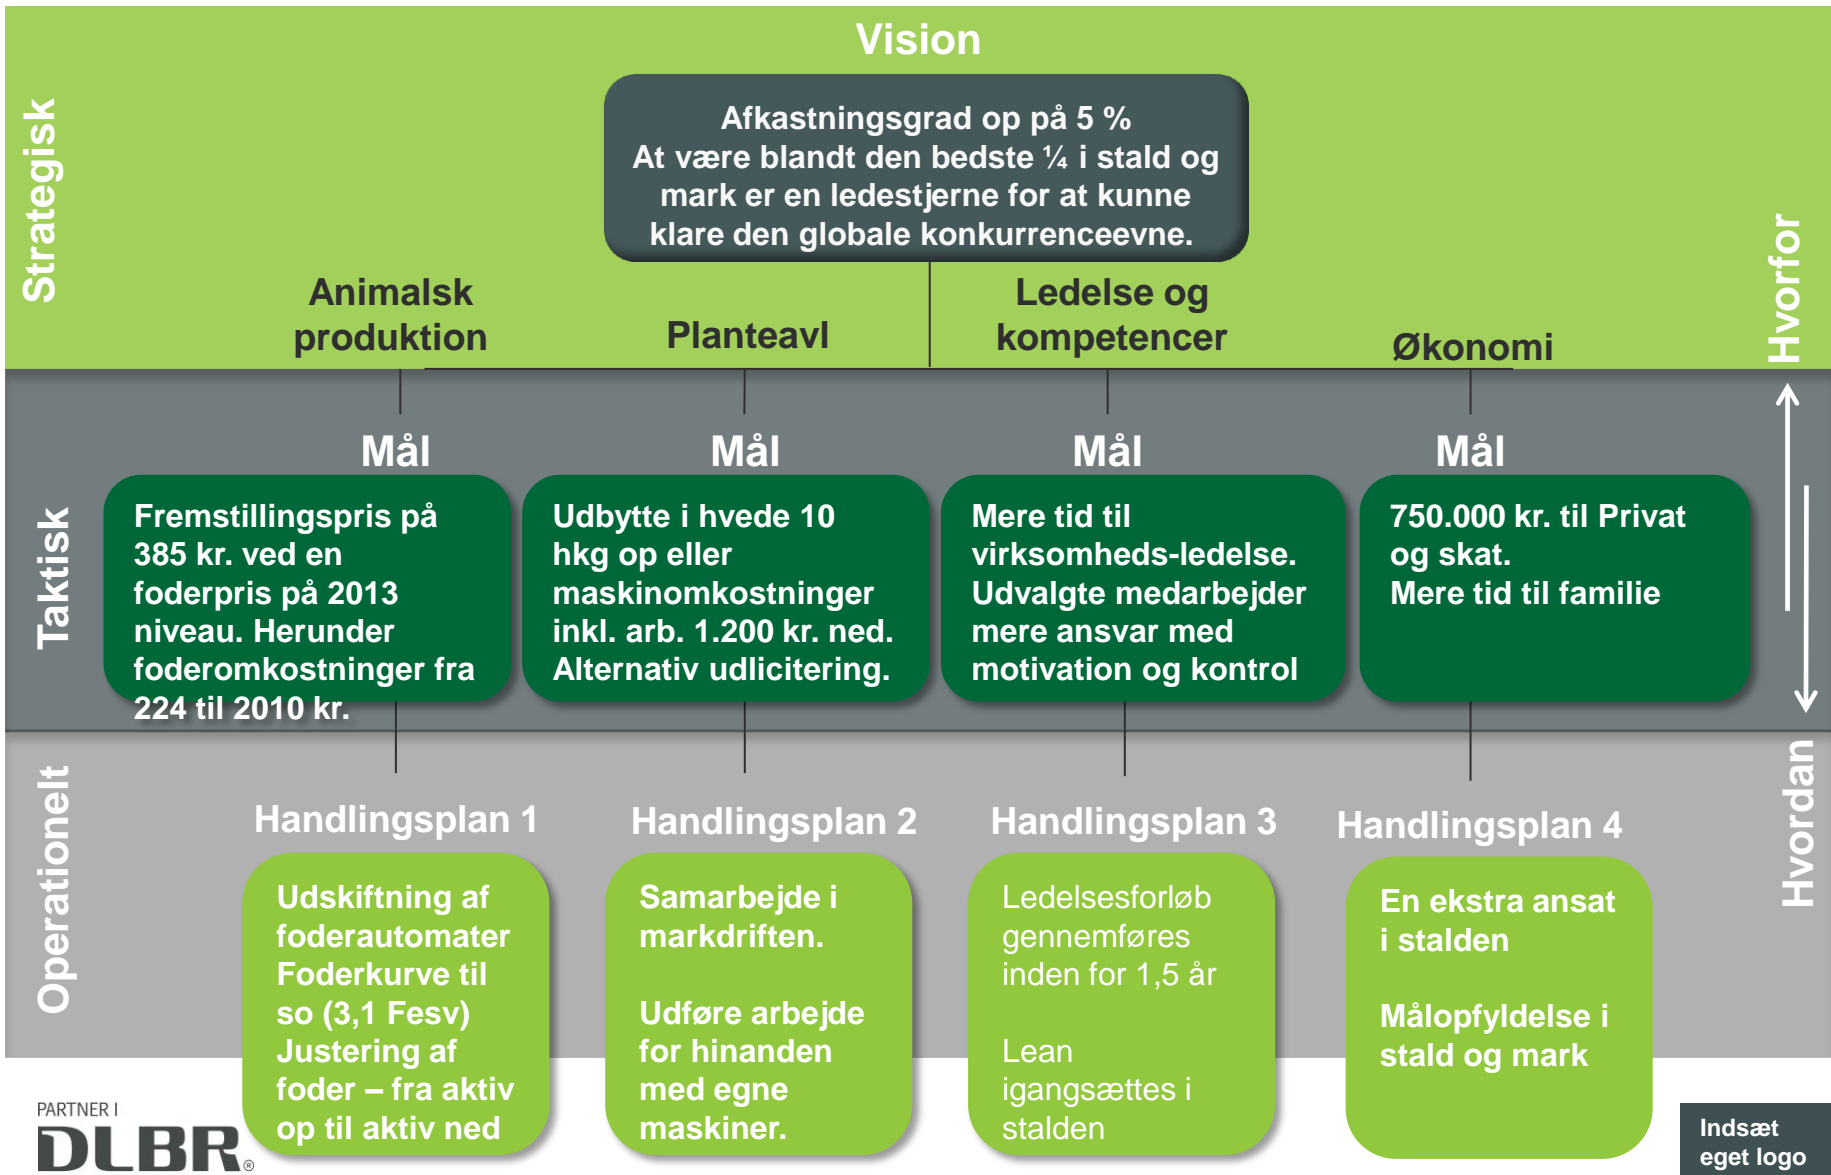 Vision
Strategisk
Afkastningsgrad op på 5 %
At være blandt den bedste ¼ i stald og
mark er en ledestjerne for at kunne
klare den globale konkurrenceevne.
Hvorfor
Animalsk
produktion
Planteavl
Ledelse og
kompetencer
Økonomi
Taktisk
Mål
Fremstillingspris på
385 kr. ved en
foderpris på 2013
niveau. Herunder
foderomkostninger fra
224 til 2010 kr.
Mål
Udbytte i hvede 10
hkg op eller
maskinomkostninger
inkl. arb. 1.200 kr. ned.
Alternativ udlicitering.
Mål
Mere tid til
virksomheds-ledelse.
Udvalgte medarbejder
mere ansvar med
motivation og kontrol
Mål
750.000 kr. til Privat
og skat.
Mere tid til familie
Hvordan
Operationelt
Handlingsplan 1
Udskiftning af
foderautomater
Foderkurve til
so (3,1 Fesv)
Justering af
foder – fra aktiv
op til aktiv ned
Handlingsplan 2
Samarbejde i
markdriften.
Udføre arbejde
for hinanden
med egne
maskiner.
Handlingsplan 3
Ledelsesforløb
gennemføres
inden for 1,5 år
Lean
igangsættes i
stalden
Handlingsplan 4
En ekstra ansat
i stalden
Målopfyldelse i
stald og mark
PARTNER I
DLBR®
Indsæt
eget logo